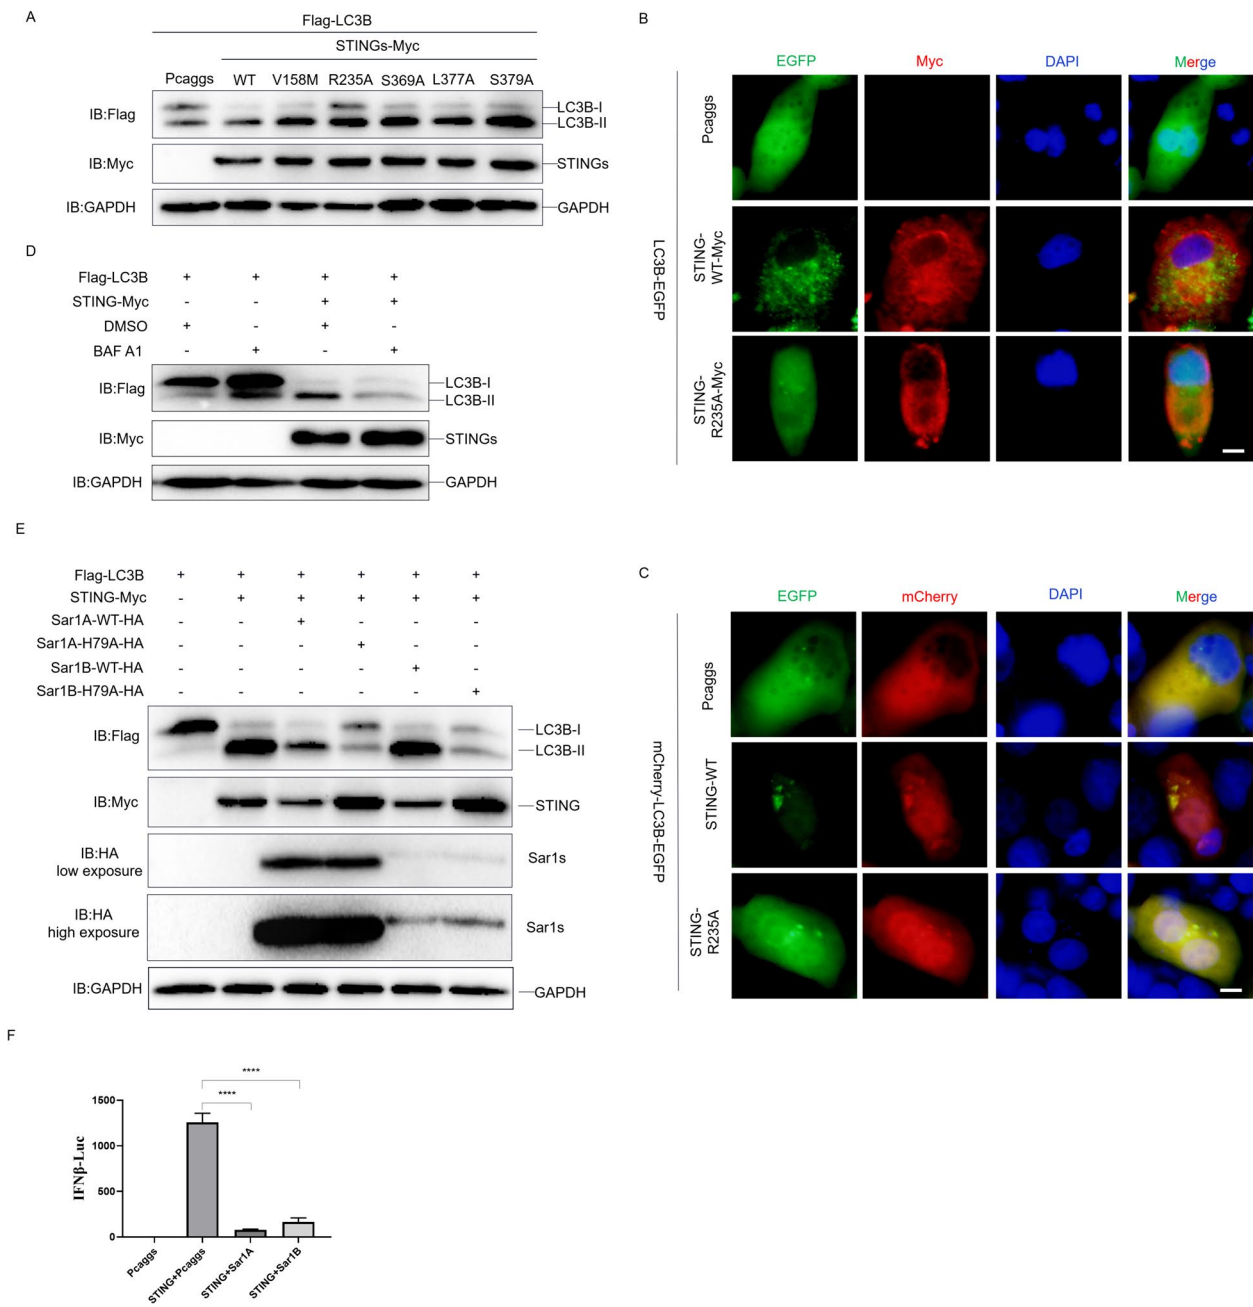 A
Flag-LC3B
STINGs-Myc
Pcaggs WT V158M R235A S369A L377A S379A
IB:Flag LC3B-I
LC3B-II
IB:Myc STINGs
IB:GAPDH GAPDH
B
EGFP Myc DAPI Merge
LC3B-EGFP
Pcaggs
STING-
WT-Myc
STING-
R235A-Myc
D
Flag-LC3B + + + +
STING-Myc - - + +
DMSO + - + -
BAF A1 - + - +
IB:Flag LC3B-I
LC3B-II
IB:Myc STINGs
IB:GAPDH GAPDH
E
Flag-LC3B + + + + + +
STING-Myc - + + + + +
Sar1A-WT-HA - - + - - -
Sar1A-H79A-HA - - - + - -
Sar1B-WT-HA - - - - + -
Sar1B-H79A-HA - - - - - +
IB:Flag LC3B-I
LC3B-II
IB:Myc STING
IB:HA
low exposure Sar1s
IB:HA
high exposure Sar1s
IB:GAPDH GAPDH
C
EGFP mCherry DAPI Merge
mCherry-LC3B-EGFP
Pcaggs
STING-WT
STING-
R235A
F
****
****
IFNβ-Luc
1500
1000
500
0
Pcaggs
STING+Pcaggs
STING+Sar1A
STING+Sar1B